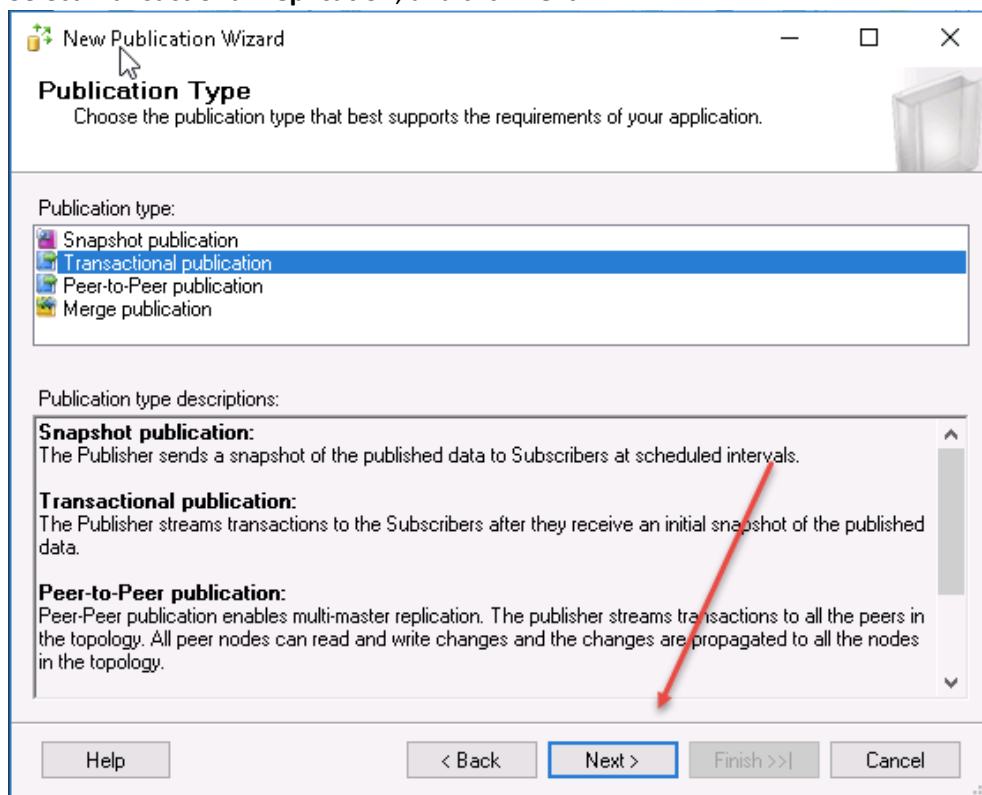 New Publication Wizard
Publication Type
Choose the publication type that best supports the requirements of your application.
Publication type:
Snapshot publication
Transactional publication
Peer-to-Peer publication
Merge publication
Publication type descriptions:
Snapshot publication:
The Publisher sends a snapshot of the published data to Subscribers at scheduled intervals.
Transactional publication:
The Publisher streams transactions to the Subscribers after they receive an initial snapshot of the published
data.
Peer-to-Peer publication:
Peer-Peer publication enables multi-master replication. The publisher streams transactions to all the peers in
the topology. All peer nodes can read and write changes and the changes are propagated to all the nodes
in the topology.
Help
< Back
Next >
Finish >>|
Cancel